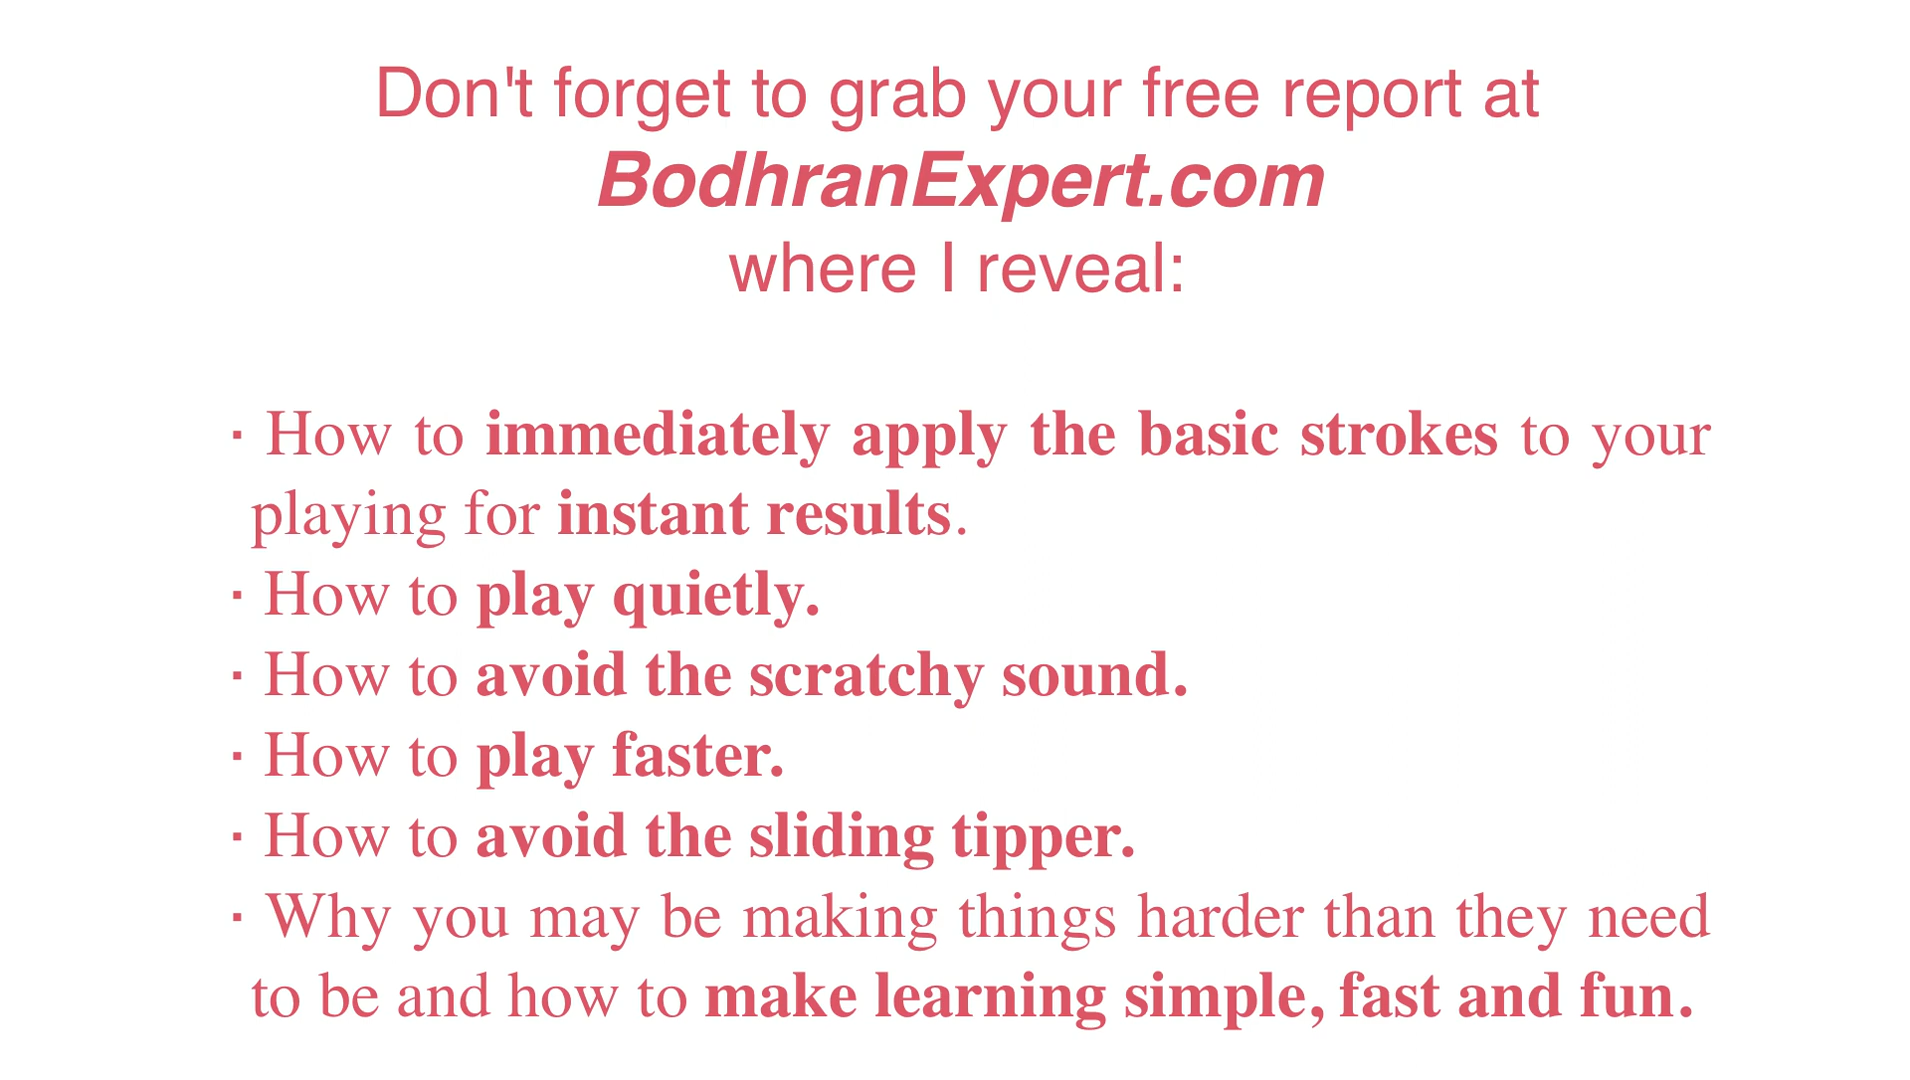 Don't forget to grab your free report at
BodhranExpert.com
where I reveal:
· How to immediately apply the basic strokes to your
playing for instant results.
· How to play quietly.
· How to avoid the scratchy sound.
· How to play faster.
· How to avoid the sliding tipper.
· Why you may be making things harder than they need
to be and how to make learning simple, fast and fun.